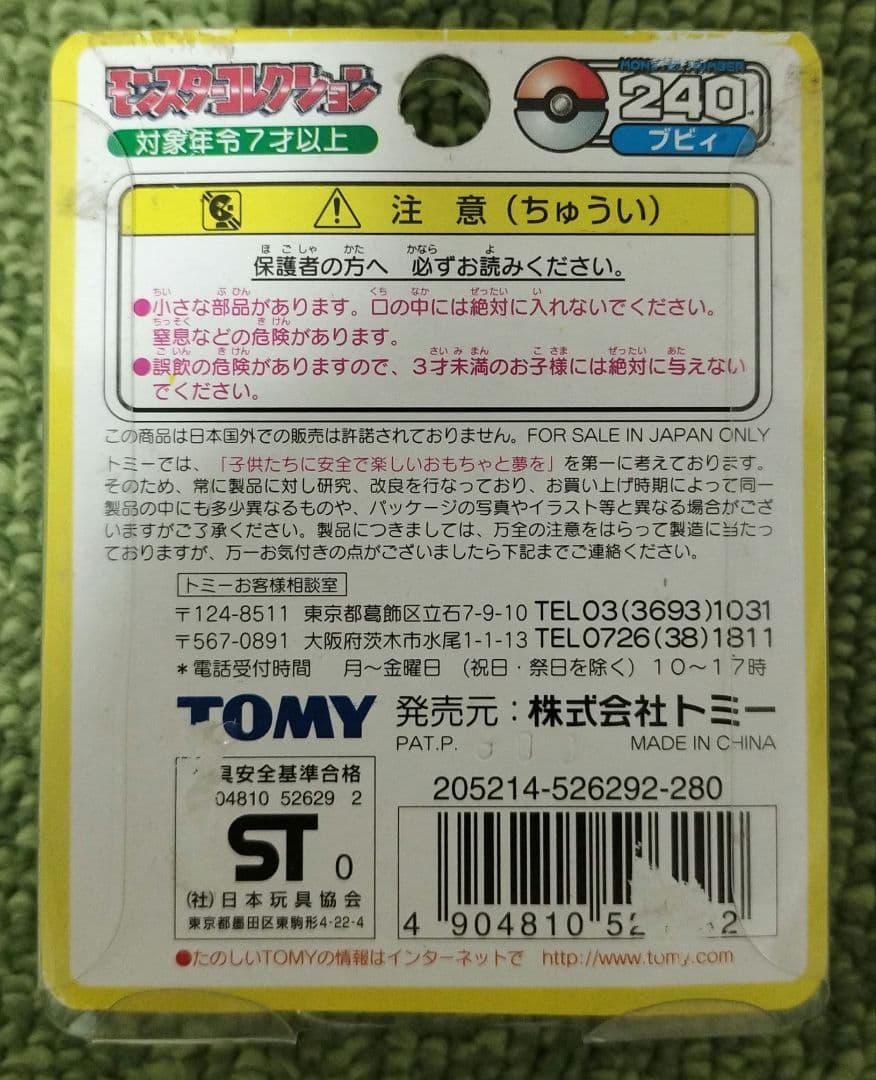 モンスターコレクション
対象年令7才以上
240
ブビィ
注 意 (ちゅうい)
ほごしゃ かた かなら よ
保護者の方へ 必ずお読みください。
ちい ぶひん くち なか ぜったい い
●小さな部品があります。口の中には絶対に入れないでください。
ちっそく きけん
窒息などの危険があります。
ごいん きけん さいみまん こさま ぜったい あた
●誤飲の危険がありますので、3才未満のお子様には絶対に与えない
でください。
この商品は日本国外での販売は許諾されておりません。FOR SALE IN JAPAN ONLY
トミーでは、「子供たちに安全で楽しいおもちゃと夢を」を第一に考えております。
そのため、常に製品に対し研究、改良を行なっており、お買い上げ時期によって同一
製品の中にも多少異なるものや、パッケージの写真やイラスト等と異なる場合がござ
いますがご了承ください。製品につきましては、万全の注意をはらって製造に当たっ
ておりますが、万一お気付きの点がございましたら下記までご連絡ください。
トミーお客様相談室
〒124-8511 東京都葛飾区立石7-9-10 TEL03(3693)1031
〒567-0891 大阪府茨木市水尾1-1-13 TEL0726(38)1811
*電話受付時間 月~金曜日 (祝日・祭日を除く) 10~17時
TOMY 発売元:株式会社トミー
PAT.P. MADE IN CHINA
具安全基準合格
04810 52629 2
ST 0
(社)日本玩具協会
東京都墨田区東駒形4-22-4
205214-526292-280
4 904810 52 2
●たのしいTOMYの情報はインターネットで http://www.tomy.com